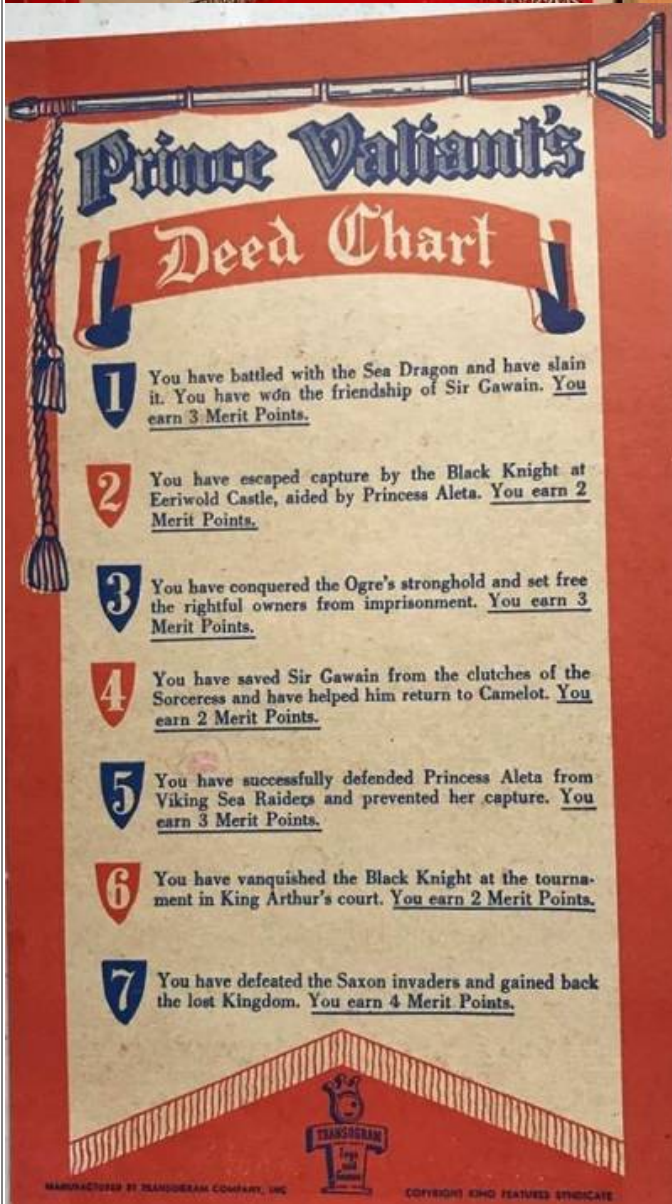 Prince Valiant's
Deed Chart
1
You have battled with the Sea Dragon and have slain
it. You have won the friendship of Sir Gawain. You
earn 3 Merit Points.
2
You have escaped capture by the Black Knight at
Eeriwold Castle, aided by Princess Aleta. You earn 2
Merit Points.
3
You have conquered the Ogre's stronghold and set free
the rightful owners from imprisonment. You earn 3
Merit Points.
4
You have saved Sir Gawain from the clutches of the
Sorceress and have helped him return to Camelot. You
earn 2 Merit Points.
5
You have successfully defended Princess Aleta from
Viking Sea Raiders and prevented her capture. You
earn 3 Merit Points.
6
You have vanquished the Black Knight at the tourna-
ment in King Arthur's court. You earn 2 Merit Points.
7
You have defeated the Saxon invaders and gained back
the lost Kingdom. You earn 4 Merit Points.
TRANSOGRAM
Toys
and
MANUFACTURED BY TRANSOGRAM COMPANY, INC
COPYRIGHT KING FEATURES SYNDICATE